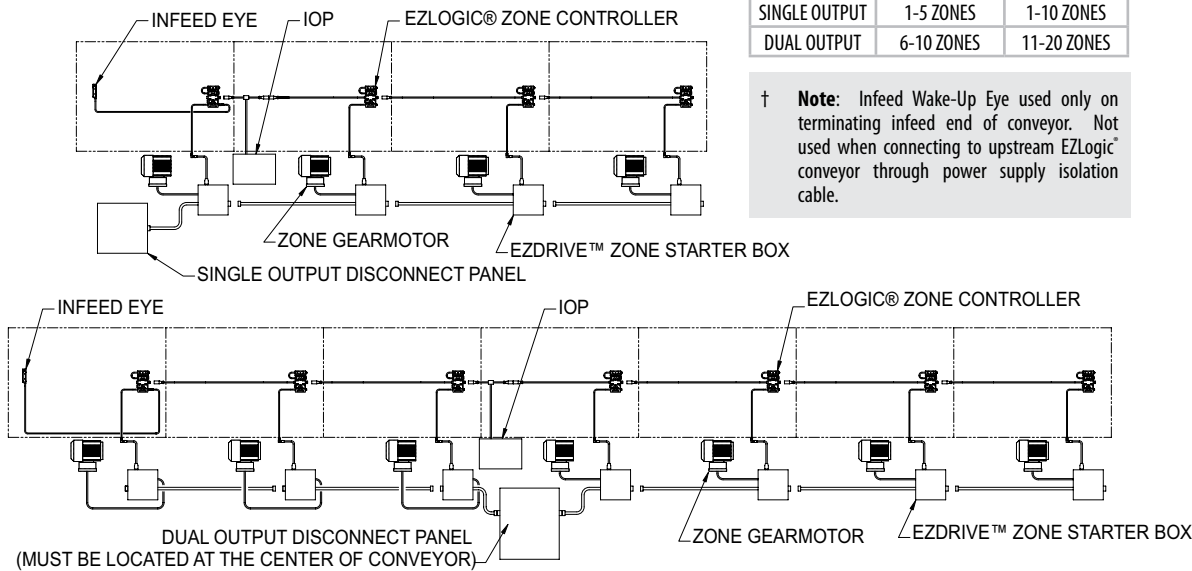 INFEED EYE
IOP
EZLOGIC® ZONE CONTROLLER
ZONE GEARMOTOR
EZDRIVE™ ZONE STARTER BOX
SINGLE OUTPUT DISCONNECT PANEL
SINGLE OUTPUT 1-5 ZONES 1-10 ZONES
DUAL OUTPUT 6-10 ZONES 11-20 ZONES
† Note: Infeed Wake-Up Eye used only on
terminating infeed end of conveyor. Not
used when connecting to upstream EZLogic®
conveyor through power supply isolation
cable.
INFEED EYE
IOP
EZLOGIC® ZONE CONTROLLER
DUAL OUTPUT DISCONNECT PANEL
(MUST BE LOCATED AT THE CENTER OF CONVEYOR)
ZONE GEARMOTOR
EZDRIVE™ ZONE STARTER BOX